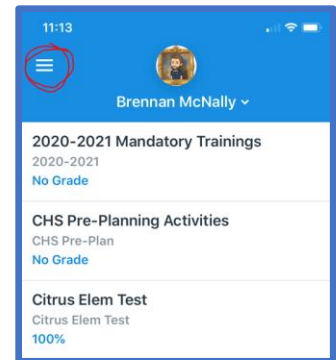 11:13
Brennan McNally
2020-2021 Mandatory Trainings
2020-2021
No Grade
CHS Pre-Planning Activities
CHS Pre-Plan
No Grade
Citrus Elem Test
Citrus Elem Test
100%